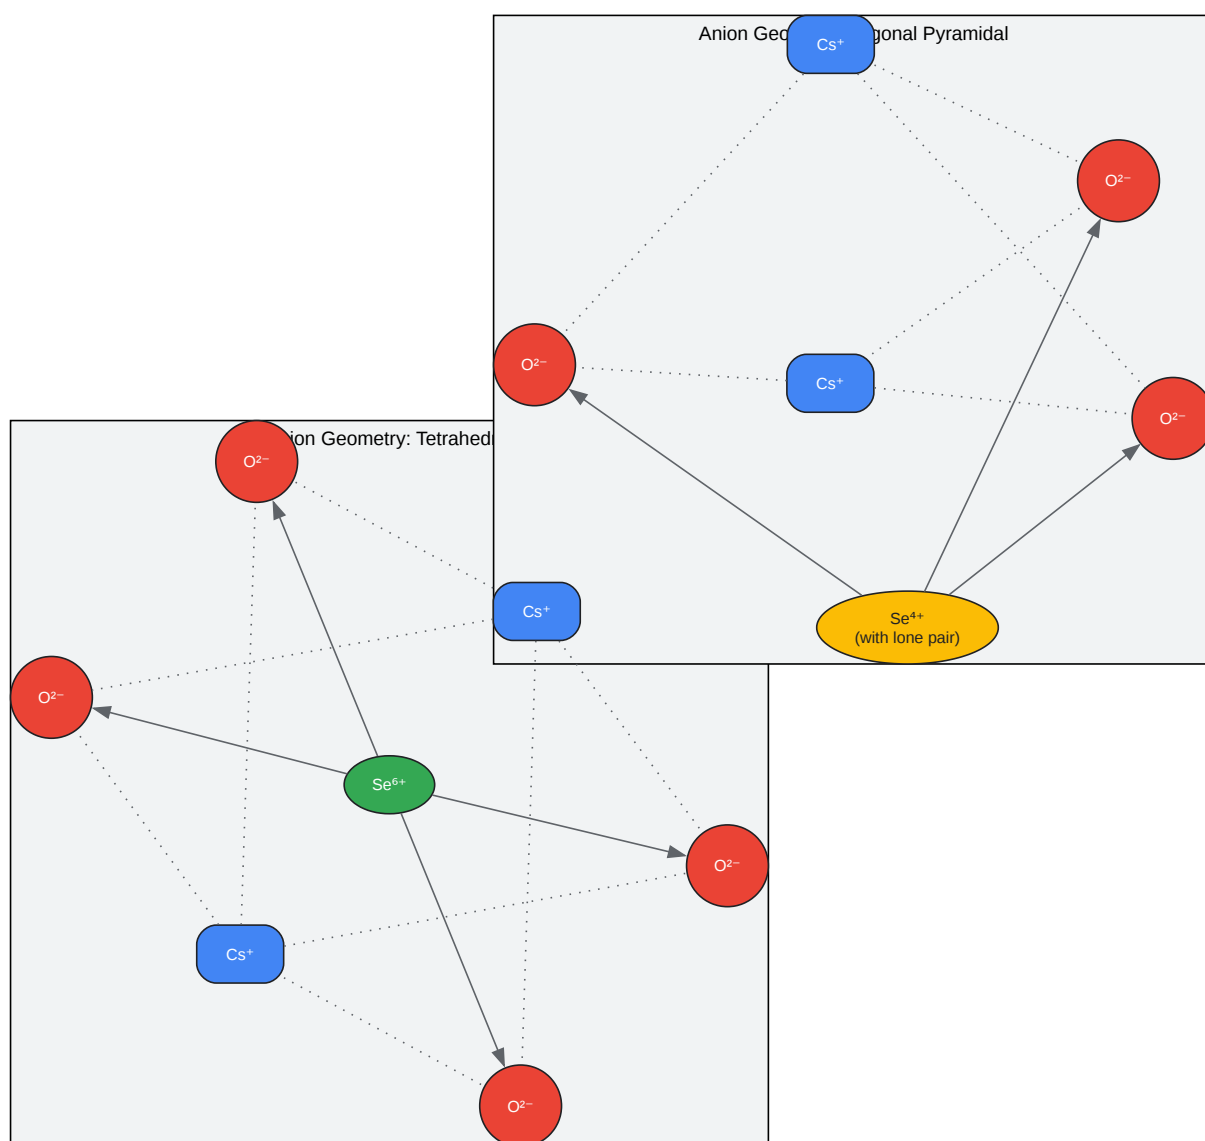 Anion Geo gonal Pyramidal
Cs⁺
O²⁻
O²⁻
Cs⁺
O²⁻
ion Geometry: Tetrahedr
O²⁻
Cs⁺
Se⁴⁺
(with lone pair)
O²⁻
Se⁶⁺
O²⁻
Cs⁺
O²⁻